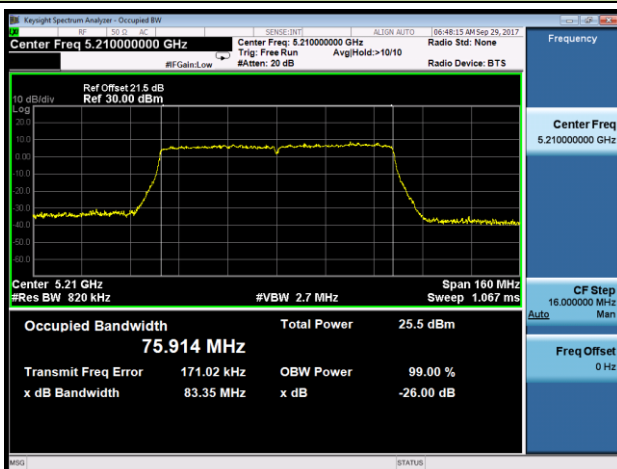 Keysight Spectrum Analyzer - Occupied BW
RF 50 Ω AC SENSE:INT ALIGN AUTO 06:48:15 AM Sep 29, 2017
Center Freq 5.210000000 GHz Center Freq: 5.210000000 GHz Radio Std: None Frequency
Trig: Free Run Avg|Hold:>10/10
#IFGain:Low #Atten: 20 dB Radio Device: BTS
Ref Offset 21.5 dB
10 dB/div Ref 30.00 dBm
Log
20.0
10.0
0.00
-10.0
-20.0
-30.0
-40.0
-50.0
-60.0
Center Freq
5.210000000 GHz
Center 5.21 GHz Span 160 MHz
#Res BW 820 kHz #VBW 2.7 MHz Sweep 1.067 ms
CF Step
16.000000 MHz
Auto Man
Occupied Bandwidth Total Power 25.5 dBm
75.914 MHz
Transmit Freq Error 171.02 kHz OBW Power 99.00 %
x dB Bandwidth 83.35 MHz x dB -26.00 dB
Freq Offset
0 Hz
MSG STATUS